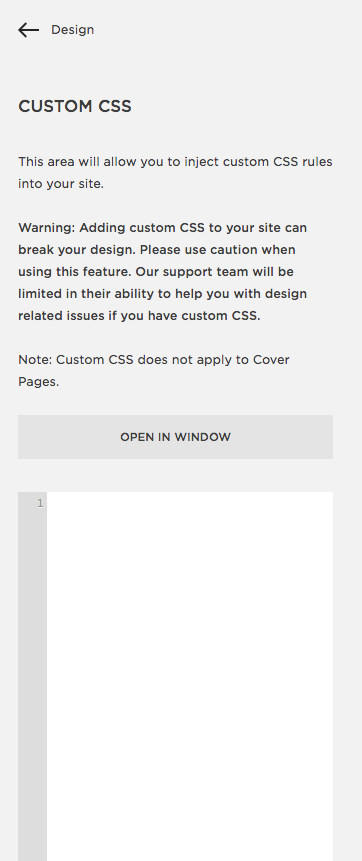 Design
CUSTOM CSS
This area will allow you to inject custom CSS rules
into your site.
Warning: Adding custom CSS to your site can
break your design. Please use caution when
using this feature. Our support team will be
limited in their ability to help you with design
related issues if you have custom CSS.
Note: Custom CSS does not apply to Cover
Pages.
OPEN IN WINDOW
1